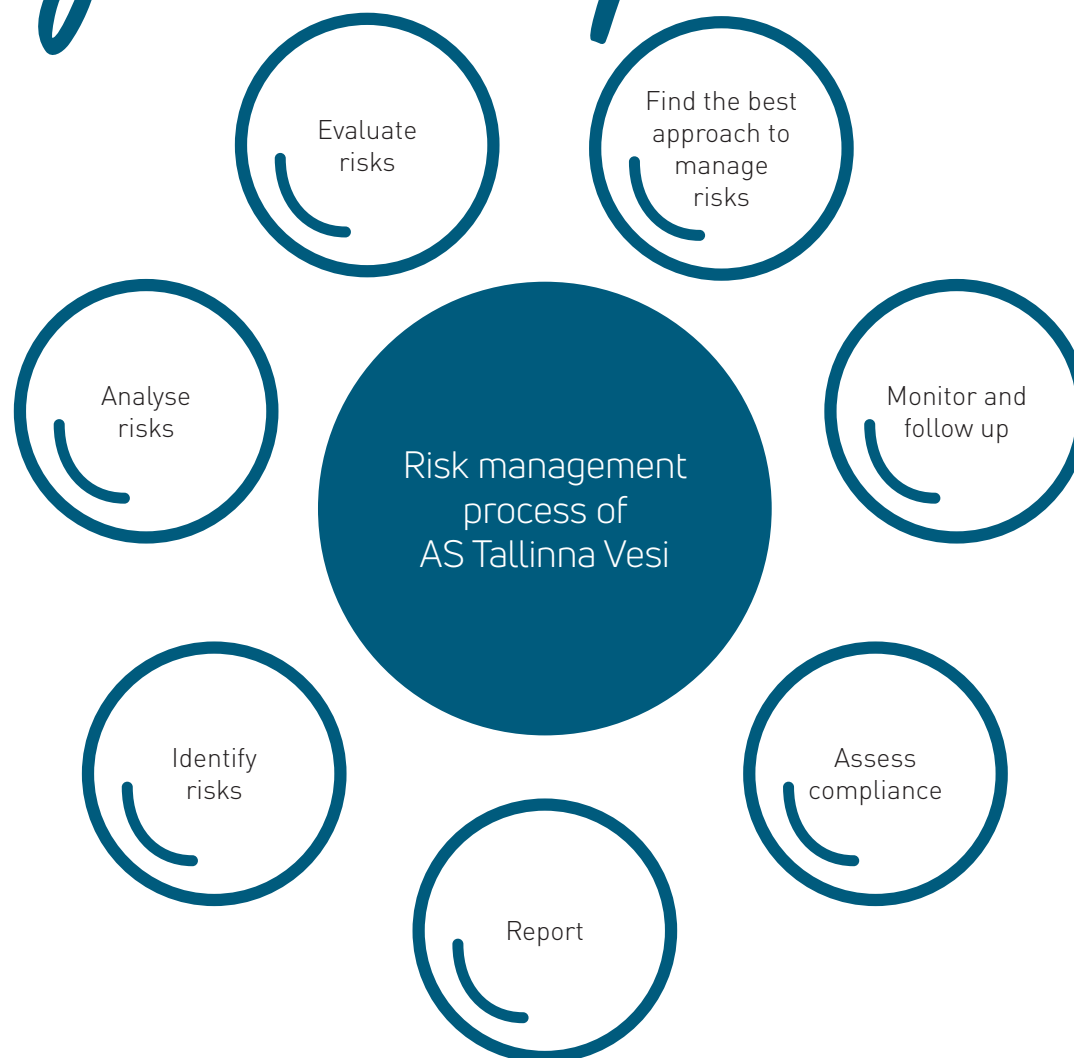 Evaluate
risks
Find the best
approach to
manage
risks
Analyse
risks
Risk management
process of
AS Tallinna Vesi
Monitor and
follow up
Identify
risks
Assess
compliance
Report